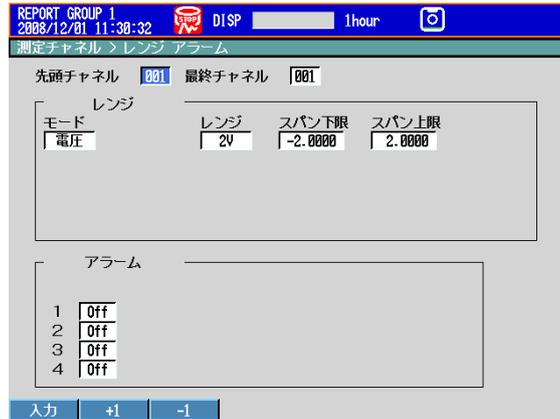 REPORT GROUP 1
2008/12/01 11:30:32 STOP DISP 1hour
測定チャネル > レンジ アラーム
先頭チャネル 001 最終チャネル 001
レンジ
モード レンジ スパン下限 スパン上限
電圧 2V -2.0000 2.0000
アラーム
1 Off
2 Off
3 Off
4 Off
入力 +1 -1